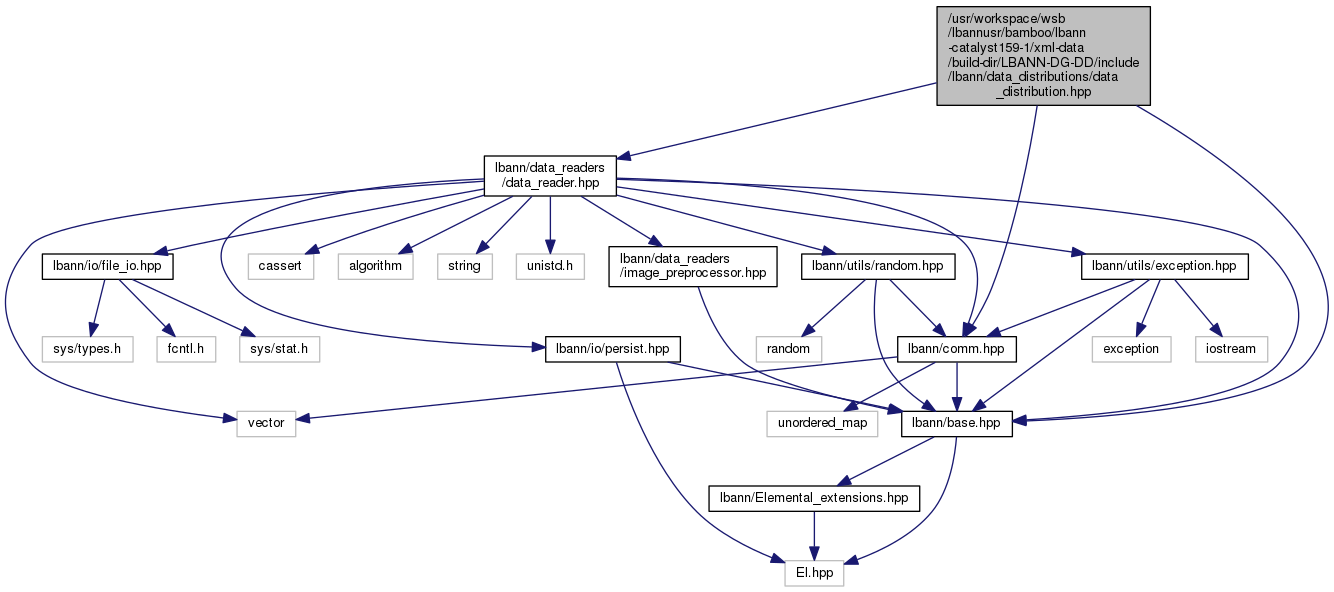 /usr/workspace/wsb
/lbannusr/bamboo/lbann
-catalyst159-1/xml-data
/build-dir/LBANN-DG-DD/include
/lbann/data_distributions/data
_distribution.hpp
lbann/data_readers
/data_reader.hpp
lbann/io/file_io.hpp
cassert
algorithm
string
unistd.h
lbann/data_readers
/image_preprocessor.hpp
lbann/utils/random.hpp
lbann/utils/exception.hpp
sys/types.h
fcntl.h
sys/stat.h
lbann/io/persist.hpp
random
lbann/comm.hpp
exception
iostream
vector
unordered_map
lbann/base.hpp
lbann/Elemental_extensions.hpp
El.hpp